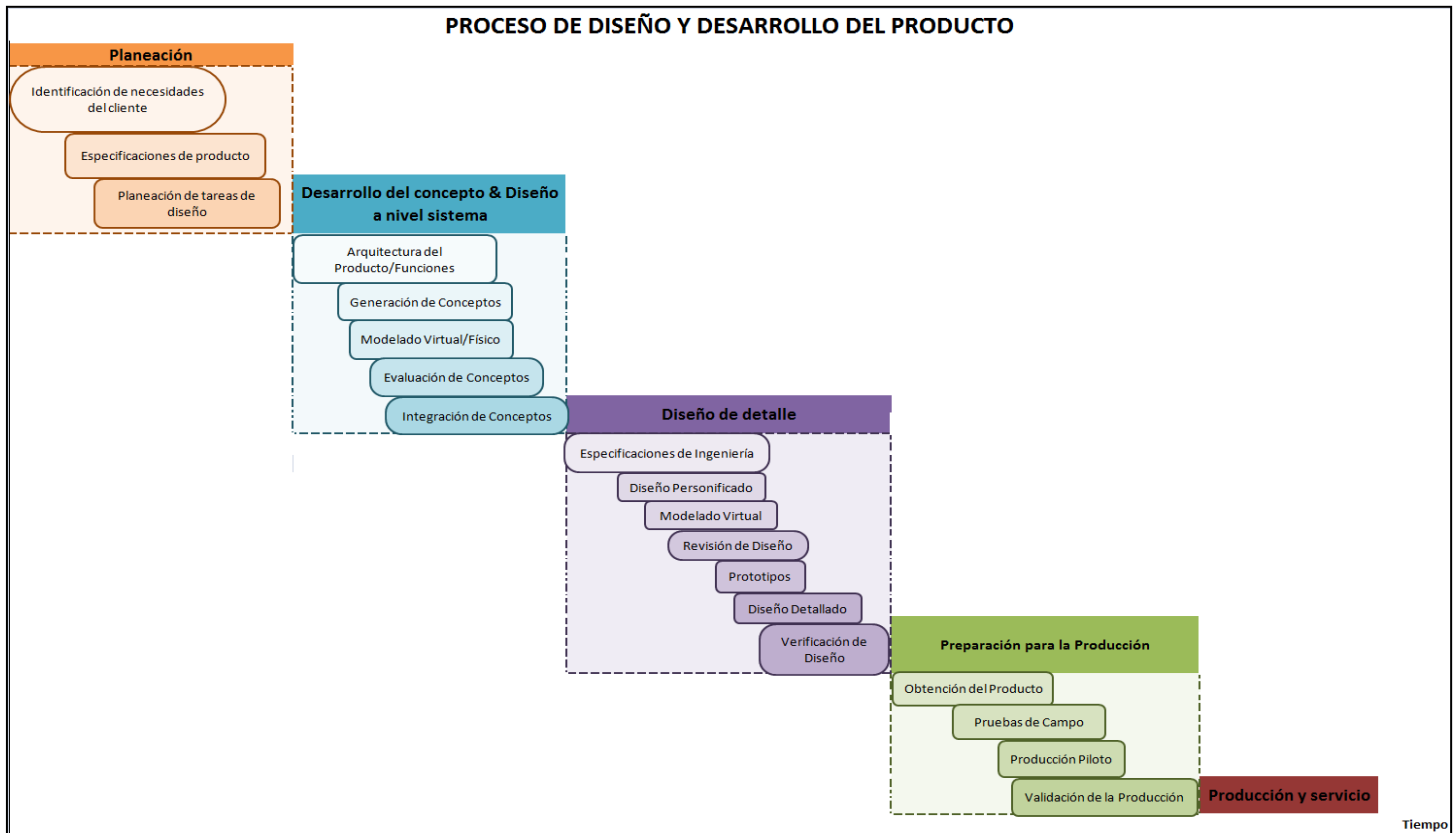 PROCESO DE DISEÑO Y DESARROLLO DEL PRODUCTO
Planeación
Identificación de necesidades
del cliente
Especificaciones de producto
Planeación de tareas de
diseño
Desarrollo del concepto & Diseño
a nivel sistema
Arquitectura del
Producto/Funciones
Generación de Conceptos
Modelado Virtual/Físico
Evaluación de Conceptos
Integración de Conceptos
Diseño de detalle
Especificaciones de Ingeniería
Diseño Personificado
Modelado Virtual
Revisión de Diseño
Prototipos
Diseño Detallado
Verificación de
Diseño
Preparación para la Producción
Obtención del Producto
Pruebas de Campo
Producción Piloto
Validación de la Producción
Producción y servicio
Tiempo